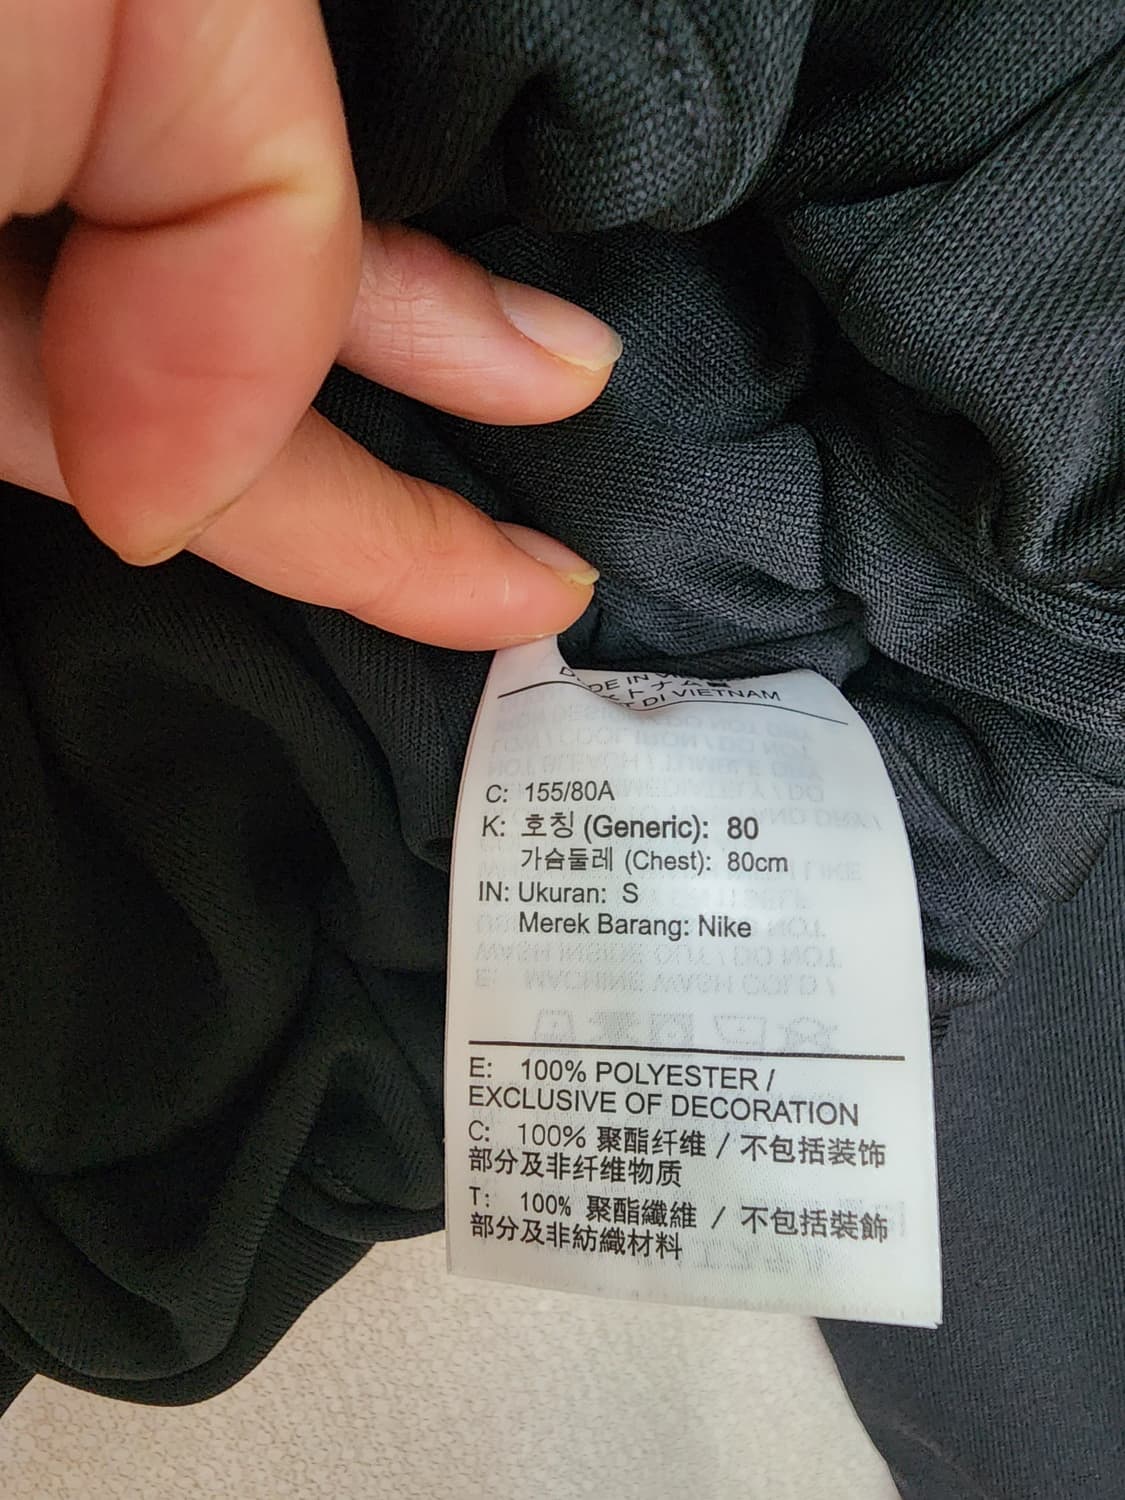 DE IN
DI VIETNAM
C: 155/80A
K: 호칭 (Generic): 80
가슴둘레 (Chest): 80cm
IN: Ukuran: S
Merek Barang: Nike
E: 100% POLYESTER /
EXCLUSIVE OF DECORATION
C: 100% 聚酯纤维 / 不包括装饰
部分及非纤维物质
T: 100% 聚酯纖維 / 不包括裝飾
部分及非紡織材料